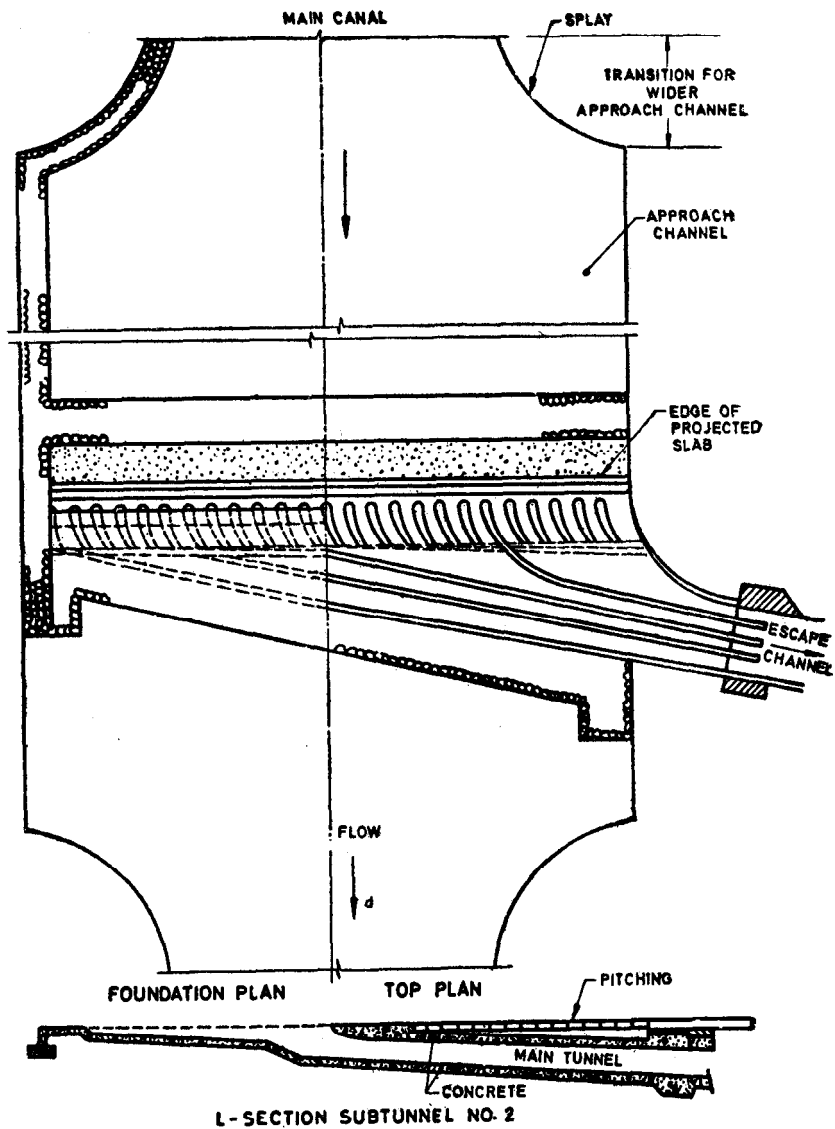 MAIN CANAL
SPLAY
TRANSITION FOR
WIDER
APPROACH CHANNEL
APPROACH
CHANNEL
EDGE OF
PROJECTED
SLAB
ESCAPE
CHANNEL
FLOW
d
FOUNDATION PLAN
TOP PLAN
PITCHING
MAIN TUNNEL
CONCRETE
L-SECTION SUBTUNNEL NO. 2